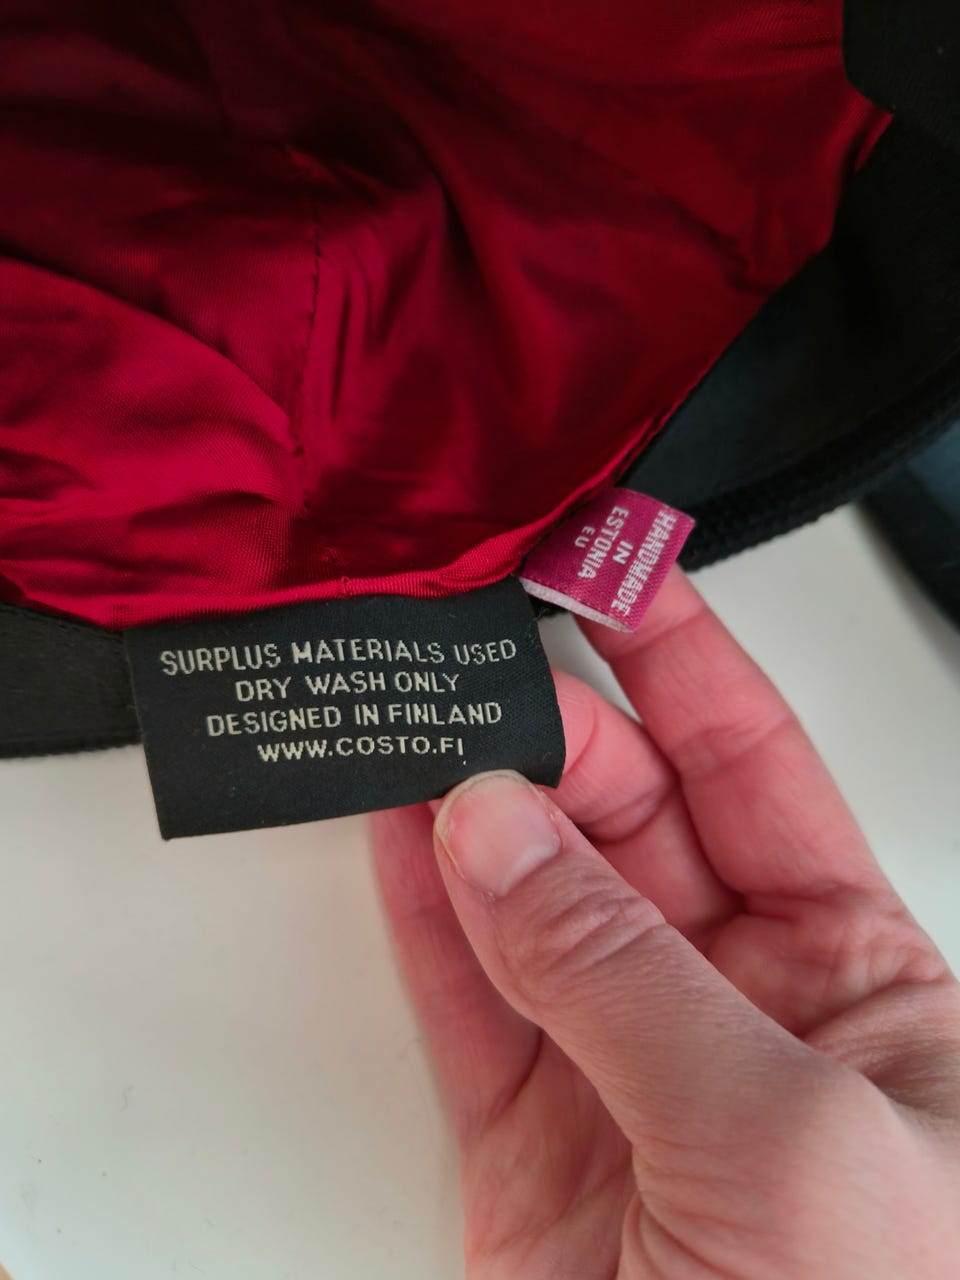 SURPLUS MATERIALS USED
DRY WASH ONLY
DESIGNED IN FINLAND
WWW.COSTO.FI
HANDMADE
IN
ESTONIA
EU